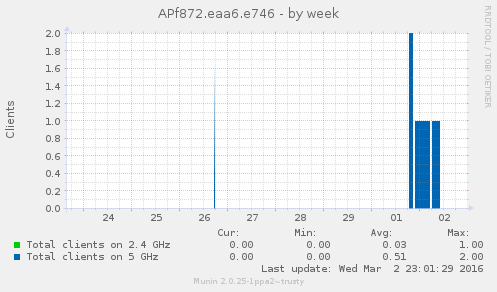 APf872.eaa6.e746 - by week
RRDTOOL / TOBI OETIKER
Clients
2.0
1.8
1.6
1.4
1.2
1.0
0.8
0.6
0.4
0.2
0.0
24 25 26 27 28 29 01 02
Cur: Min: Avg: Max:
Total clients on 2.4 GHz 0.00 0.00 0.03 1.00
Total clients on 5 GHz 0.00 0.00 0.51 2.00
Last update: Wed Mar 2 23:01:29 2016
Munin 2.0.25-1ppa2~trusty